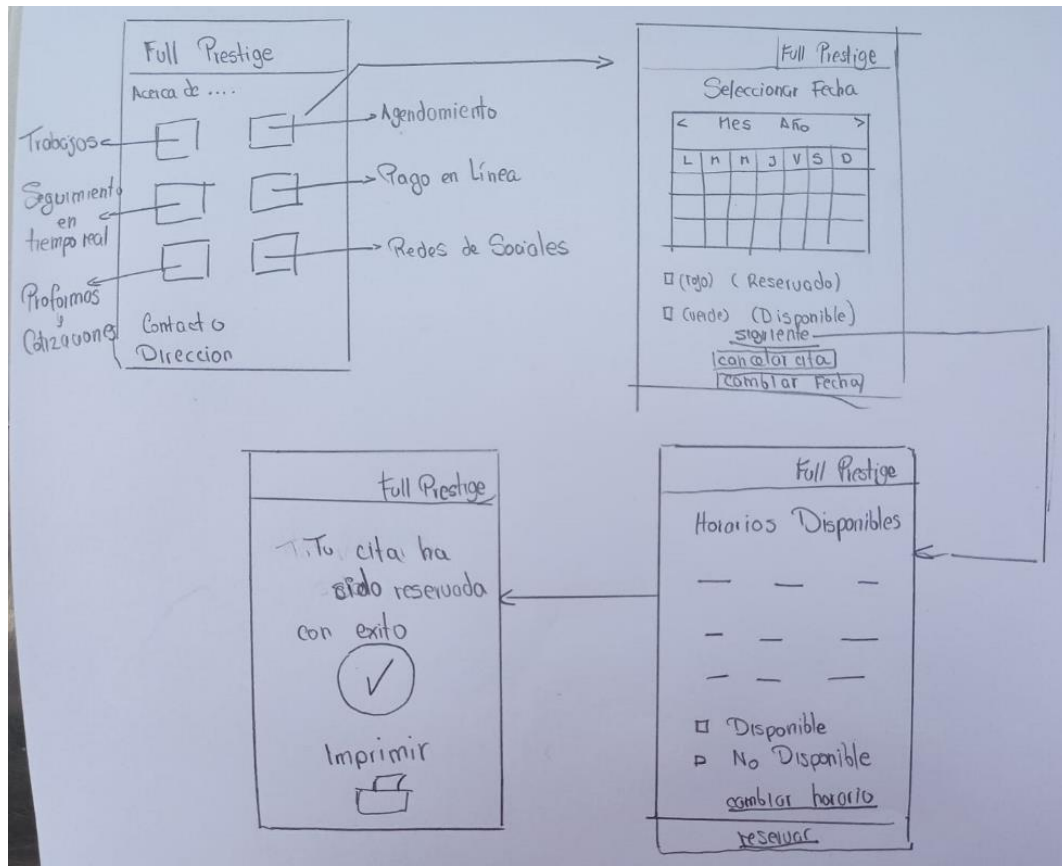 Full Prestige
Acerca de ....
Trabajos
Agendamiento
Seguimiento
en
tiempo real
Pago en Línea
Proformas
y
Cotizaciones
Redes de Sociales
Contacto
Direccion
Full Prestige
Seleccionar Fecha
< Mes Año >
L M M J V S D
(rojo) (Reservado)
(verde) (Disponible)
siguiente
cancelar cita
cambiar Fecha
Full Prestige
Horarios Disponibles
Disponible
No Disponible
cambiar horario
reservar
Full Prestige
Tu cita ha
sido reservada
con exito
Imprimir